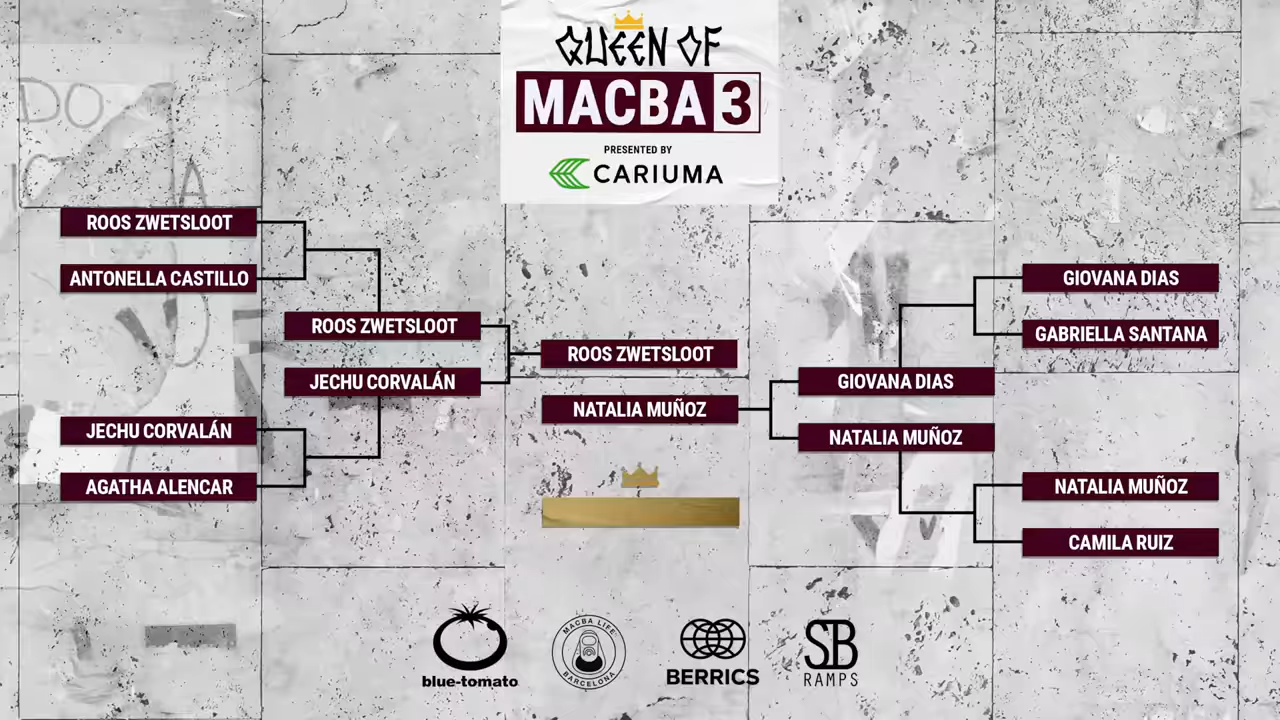 QUEEN OF
MACBA 3
PRESENTED BY
CARIUMA
ROOS ZWETSLOOT
ANTONELLA CASTILLO
JECHU CORVALÁN
AGATHA ALENCAR
ROOS ZWETSLOOT
JECHU CORVALÁN
ROOS ZWETSLOOT
NATALIA MUÑOZ
GIOVANA DIAS
NATALIA MUÑOZ
GIOVANA DIAS
GABRIELLA SANTANA
NATALIA MUÑOZ
CAMILA RUIZ
blue-tomato
MACBA LIFE
BARCELONA
BERRICS
SB
RAMPS
DO
A